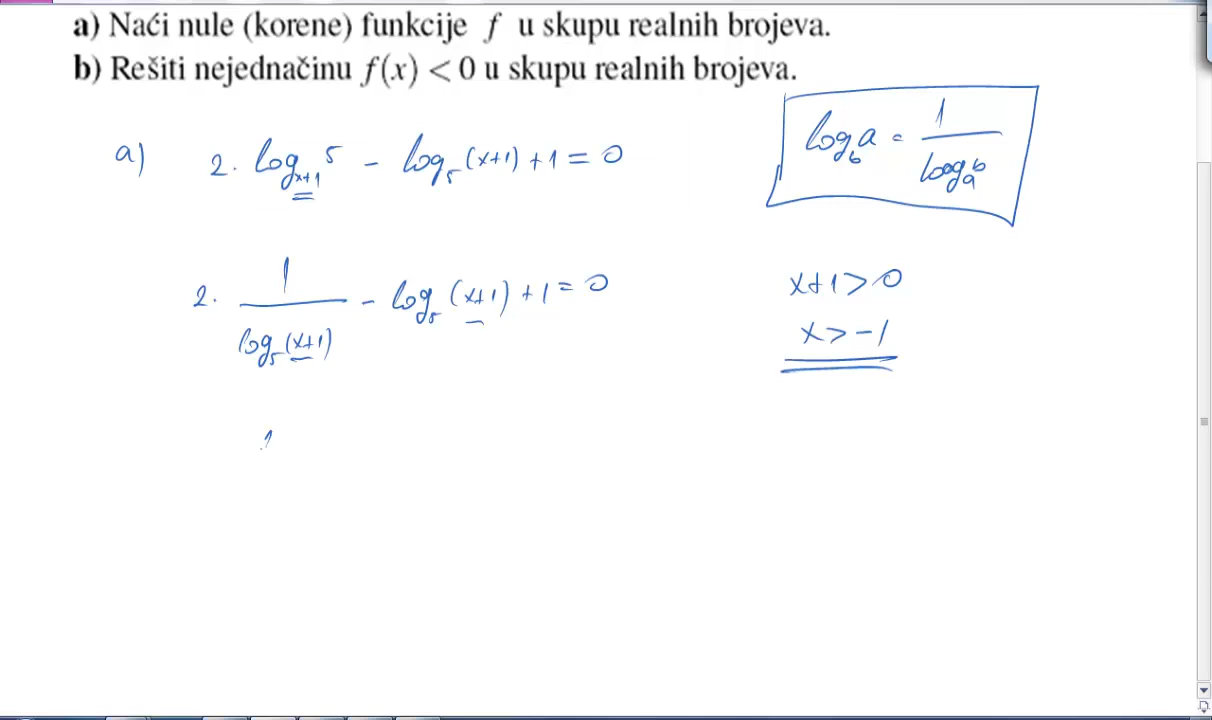 a) Naći nule (korene) funkcije f u skupu realnih brojeva.
b) Rešiti nejednačinu f(x) < 0 u skupu realnih brojeva.
a) 2 · log_{x+1} 5 - log_5 (x+1) + 1 = 0
log_b a = 1 / log_a b
2 · 1 / log_5 (x+1) - log_5 (x+1) + 1 = 0
x+1 > 0
x > -1